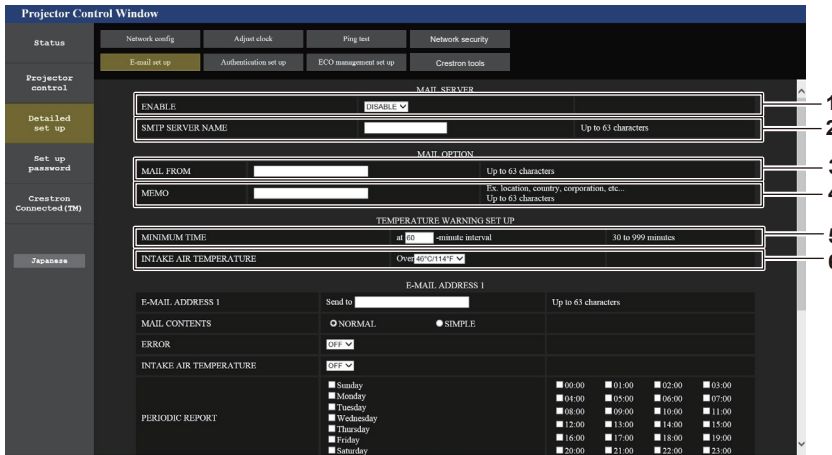 Projector Control Window
Status
Projector
control
Detailed
set up
Set up
password
Crestron
Connected(TM)
Japanese
Network config
Adjust clock
Ping test
Network security
E-mail set up
Authentication set up
ECO management set up
Crestron tools
MAIL SERVER
ENABLE DISABLE 1
SMTP SERVER NAME Up to 63 characters 2
MAIL OPTION
MAIL FROM Up to 63 characters 3
MEMO Ex. location, country, corporation, etc...
Up to 63 characters 4
TEMPERATURE WARNING SET UP
MINIMUM TIME at 60 -minute interval 30 to 999 minutes 5
INTAKE AIR TEMPERATURE Over 46°C/114°F 6
E-MAIL ADDRESS 1
E-MAIL ADDRESS 1 Send to Up to 63 characters
MAIL CONTENTS NORMAL SIMPLE
ERROR OFF
INTAKE AIR TEMPERATURE OFF
PERIODIC REPORT
Sunday
Monday
Tuesday
Wednesday
Thursday
Friday
Saturday
00:00 01:00 02:00 03:00
04:00 05:00 06:00 07:00
08:00 09:00 10:00 11:00
12:00 13:00 14:00 15:00
16:00 17:00 18:00 19:00
20:00 21:00 22:00 23:00